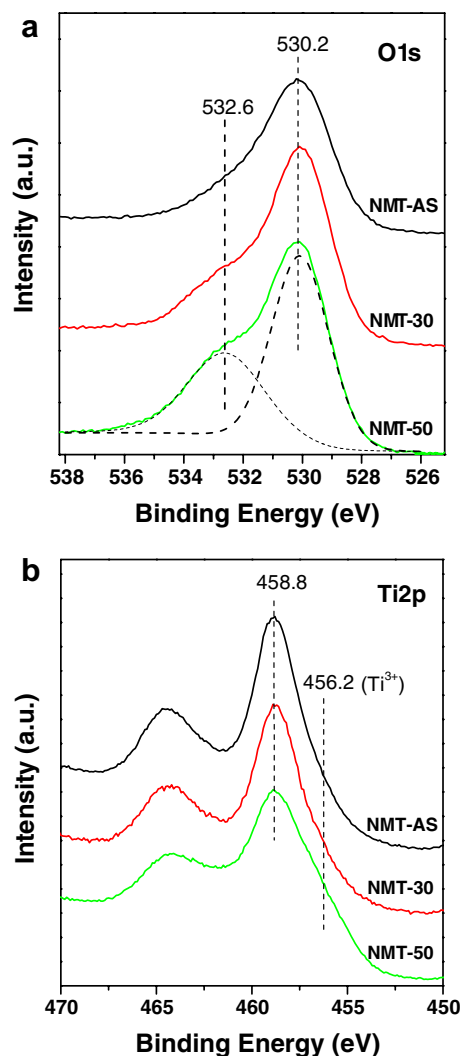 a
O1s
530.2
532.6
NMT-AS
NMT-30
NMT-50
Intensity (a.u.)
538 536 534 532 530 528 526
Binding Energy (eV)
b
Ti2p
458.8
456.2 (Ti³⁺)
NMT-AS
NMT-30
NMT-50
Intensity (a.u.)
470 465 460 455 450
Binding Energy (eV)